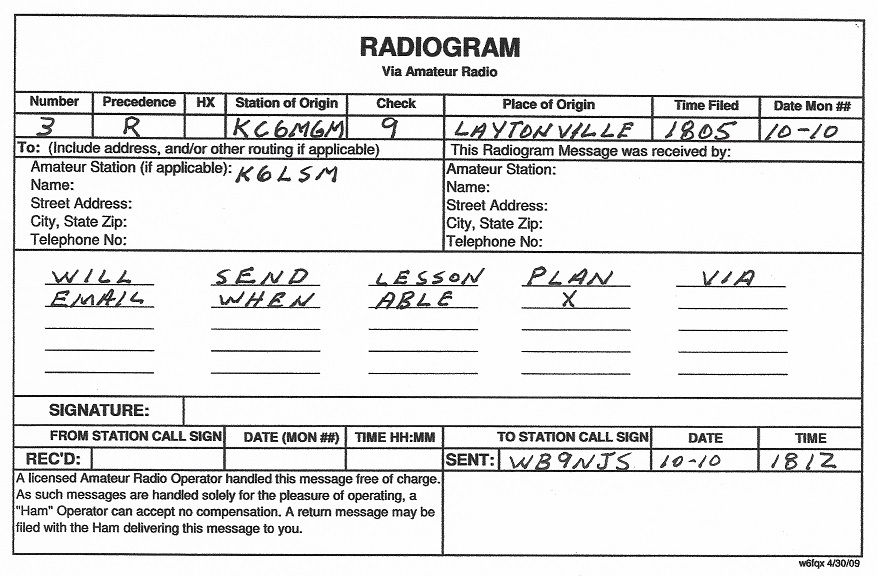 RADIOGRAM
Via Amateur Radio
Number Precedence HX Station of Origin Check Place of Origin Time Filed Date Mon ##
3 R KC6MGM 9 LAYTONVILLE 1805 10-10
To: (Include address, and/or other routing if applicable) This Radiogram Message was received by:
Amateur Station (if applicable): K6LSM Amateur Station:
Name: Name:
Street Address: Street Address:
City, State Zip: City, State Zip:
Telephone No: Telephone No:
WILL SEND LESSON PLAN VIA
EMAIL WHEN ABLE X
SIGNATURE:
FROM STATION CALL SIGN DATE (MON ##) TIME HH:MM TO STATION CALL SIGN DATE TIME
REC'D: SENT: WB9NJS 10-10 1812
A licensed Amateur Radio Operator handled this message free of charge.
As such messages are handled solely for the pleasure of operating, a
"Ham" Operator can accept no compensation. A return message may be
filed with the Ham delivering this message to you.
w6fqx 4/30/09